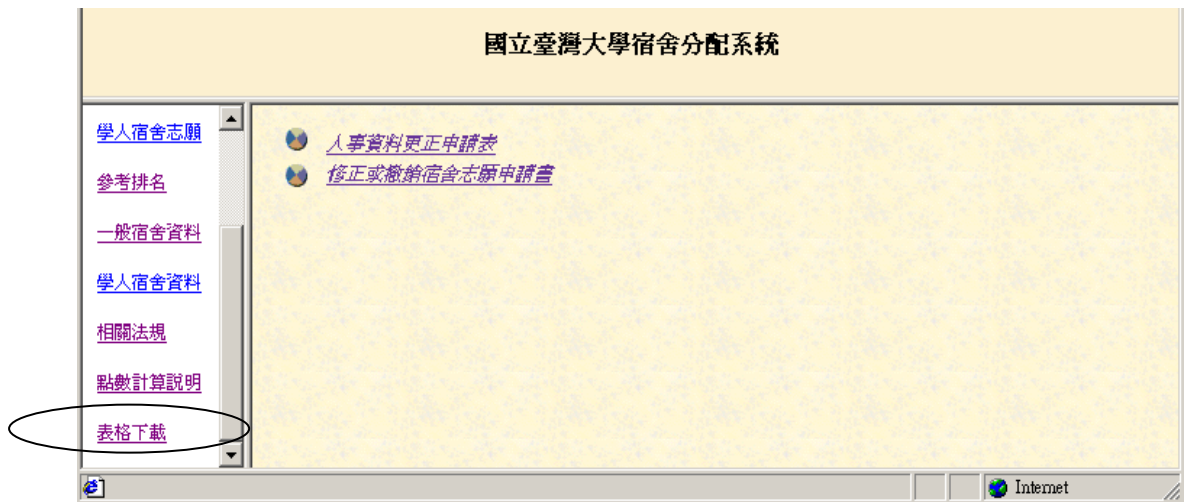 國立臺灣大學宿舍分配系統
學人宿舍志願
參考排名
一般宿舍資料
學人宿舍資料
相關法規
點數計算說明
表格下載
人事資料更正申請表
修正或撤銷宿舍志願申請書
Internet